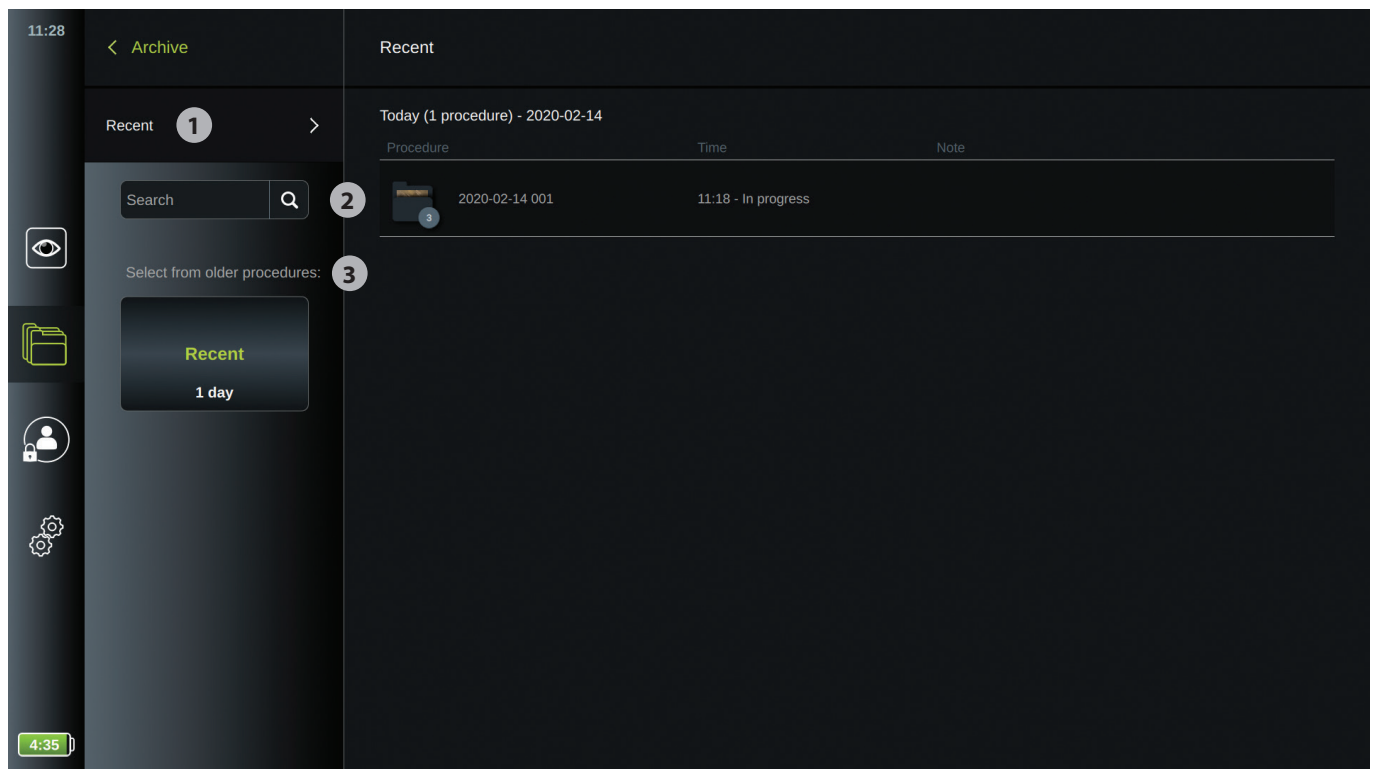 11:28
Archive
Recent
Recent 1
Today (1 procedure) - 2020-02-14
Procedure Time Note
Search 2
2020-02-14 001 11:18 - In progress
3
Select from older procedures: 3
Recent
1 day
4:35